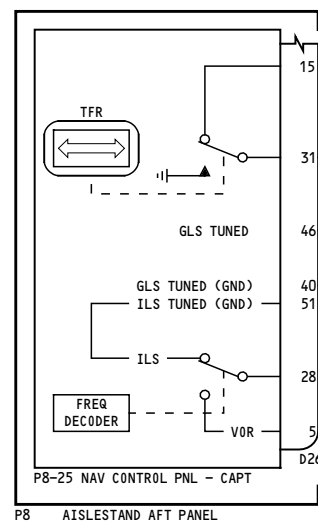 15
TFR
31
GLS TUNED 46
GLS TUNED (GND) 40
ILS TUNED (GND) 51
ILS
28
FREQ
DECODER
VOR 5
D26
P8-25 NAV CONTROL PNL - CAPT
P8 AISLESTAND AFT PANEL